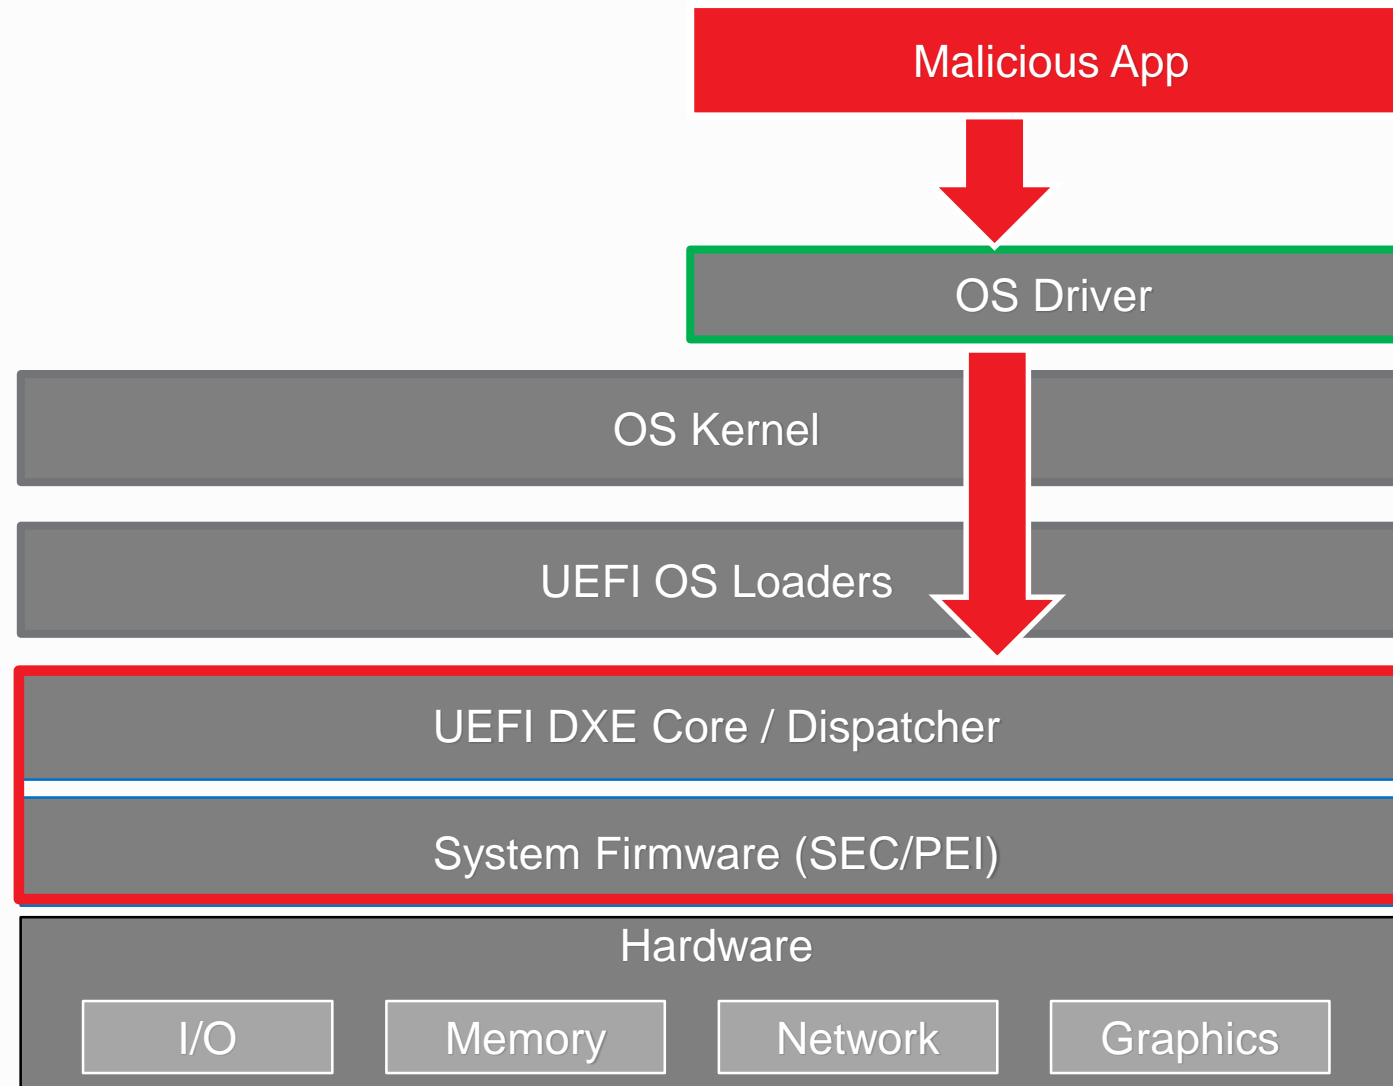 Malicious App
OS Driver
OS Kernel
UEFI OS Loaders
UEFI DXE Core / Dispatcher
System Firmware (SEC/PEI)
Hardware
I/O
Memory
Network
Graphics